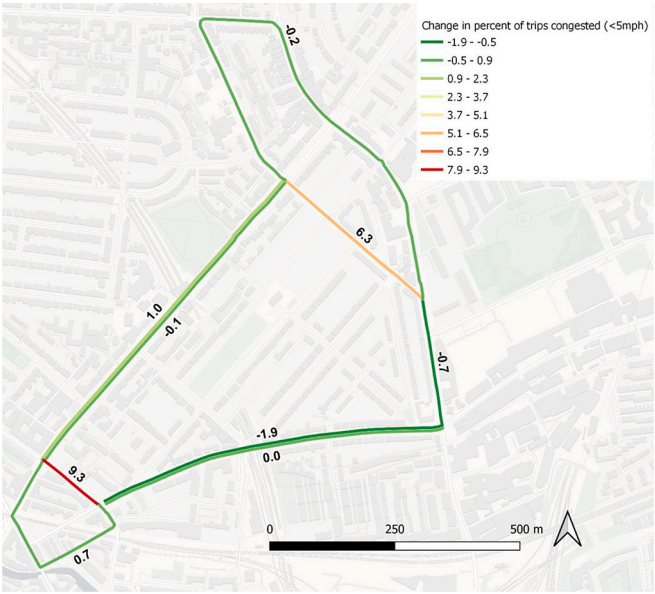 Change in percent of trips congested (<5mph)
-1.9 - -0.5
-0.5 - 0.9
0.9 - 2.3
2.3 - 3.7
3.7 - 5.1
5.1 - 6.5
6.5 - 7.9
7.9 - 9.3
-0.2
6.3
1.0
-0.1
-0.7
-1.9
0.0
9.3
0.7
0 250 500 m